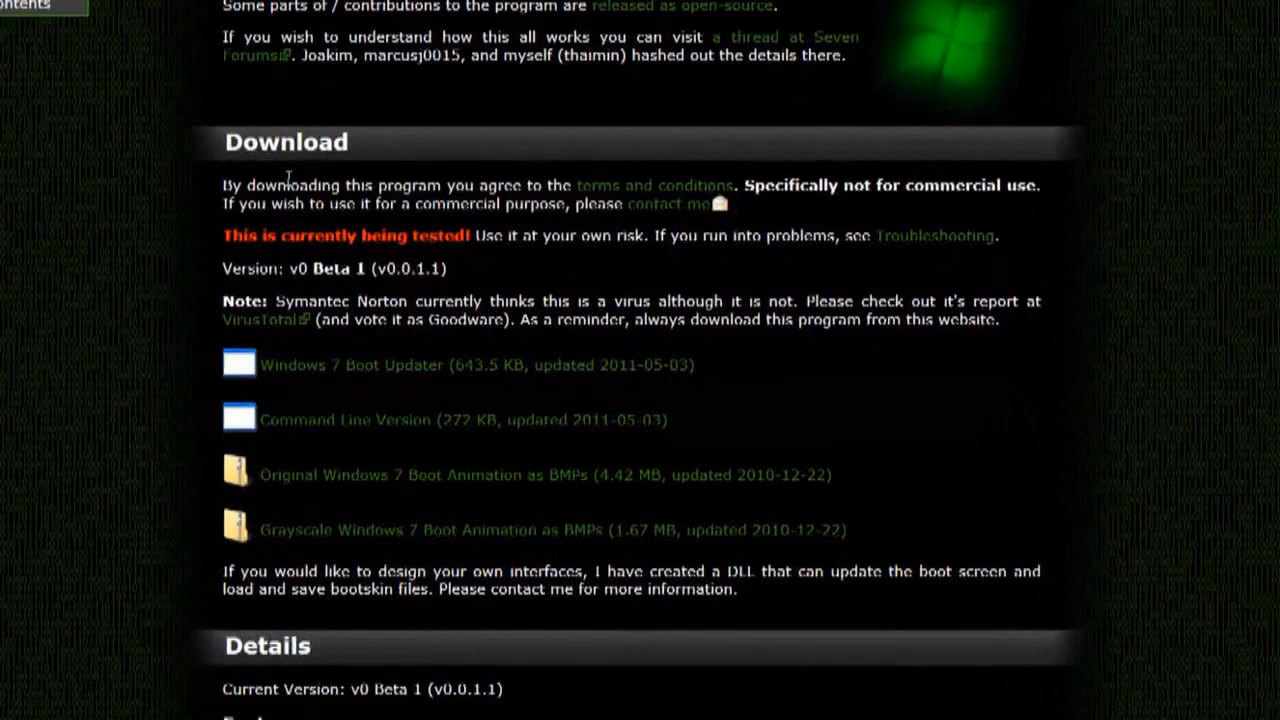 ontents
Some parts of / contributions to the program are released as open-source.
If you wish to understand how this all works you can visit a thread at Seven
Forums. Joakim, marcusj0015, and myself (thaimin) hashed out the details there.
Download
By downloading this program you agree to the terms and conditions. Specifically not for commercial use.
If you wish to use it for a commercial purpose, please contact me
This is currently being tested! Use it at your own risk. If you run into problems, see Troubleshooting.
Version: v0 Beta 1 (v0.0.1.1)
Note: Symantec Norton currently thinks this is a virus although it is not. Please check out it's report at
VirusTotal (and vote it as Goodware). As a reminder, always download this program from this website.
Windows 7 Boot Updater (643.5 KB, updated 2011-05-03)
Command Line Version (272 KB, updated 2011-05-03)
Original Windows 7 Boot Animation as BMPs (4.42 MB, updated 2010-12-22)
Grayscale Windows 7 Boot Animation as BMPs (1.67 MB, updated 2010-12-22)
If you would like to design your own interfaces, I have created a DLL that can update the boot screen and
load and save bootskin files. Please contact me for more information.
Details
Current Version: v0 Beta 1 (v0.0.1.1)